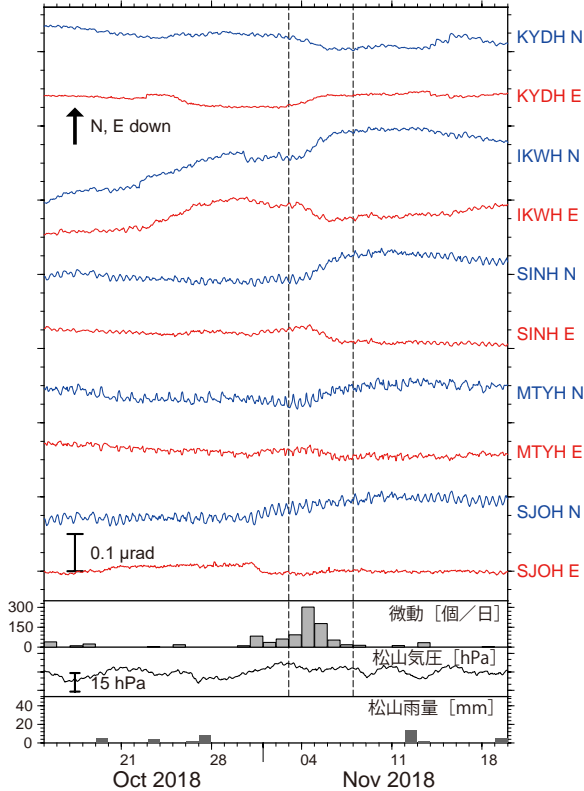 KYDH N
KYDH E
N, E down
IKWH N
IKWH E
SINH N
SINH E
MTYH N
MTYH E
SJOH N
0.1 μrad
SJOH E
300
微動［個／日］
150
0
松山気圧［hPa］
15 hPa
40
松山雨量［mm］
20
0
21 28 04 11 18
Oct 2018 Nov 2018